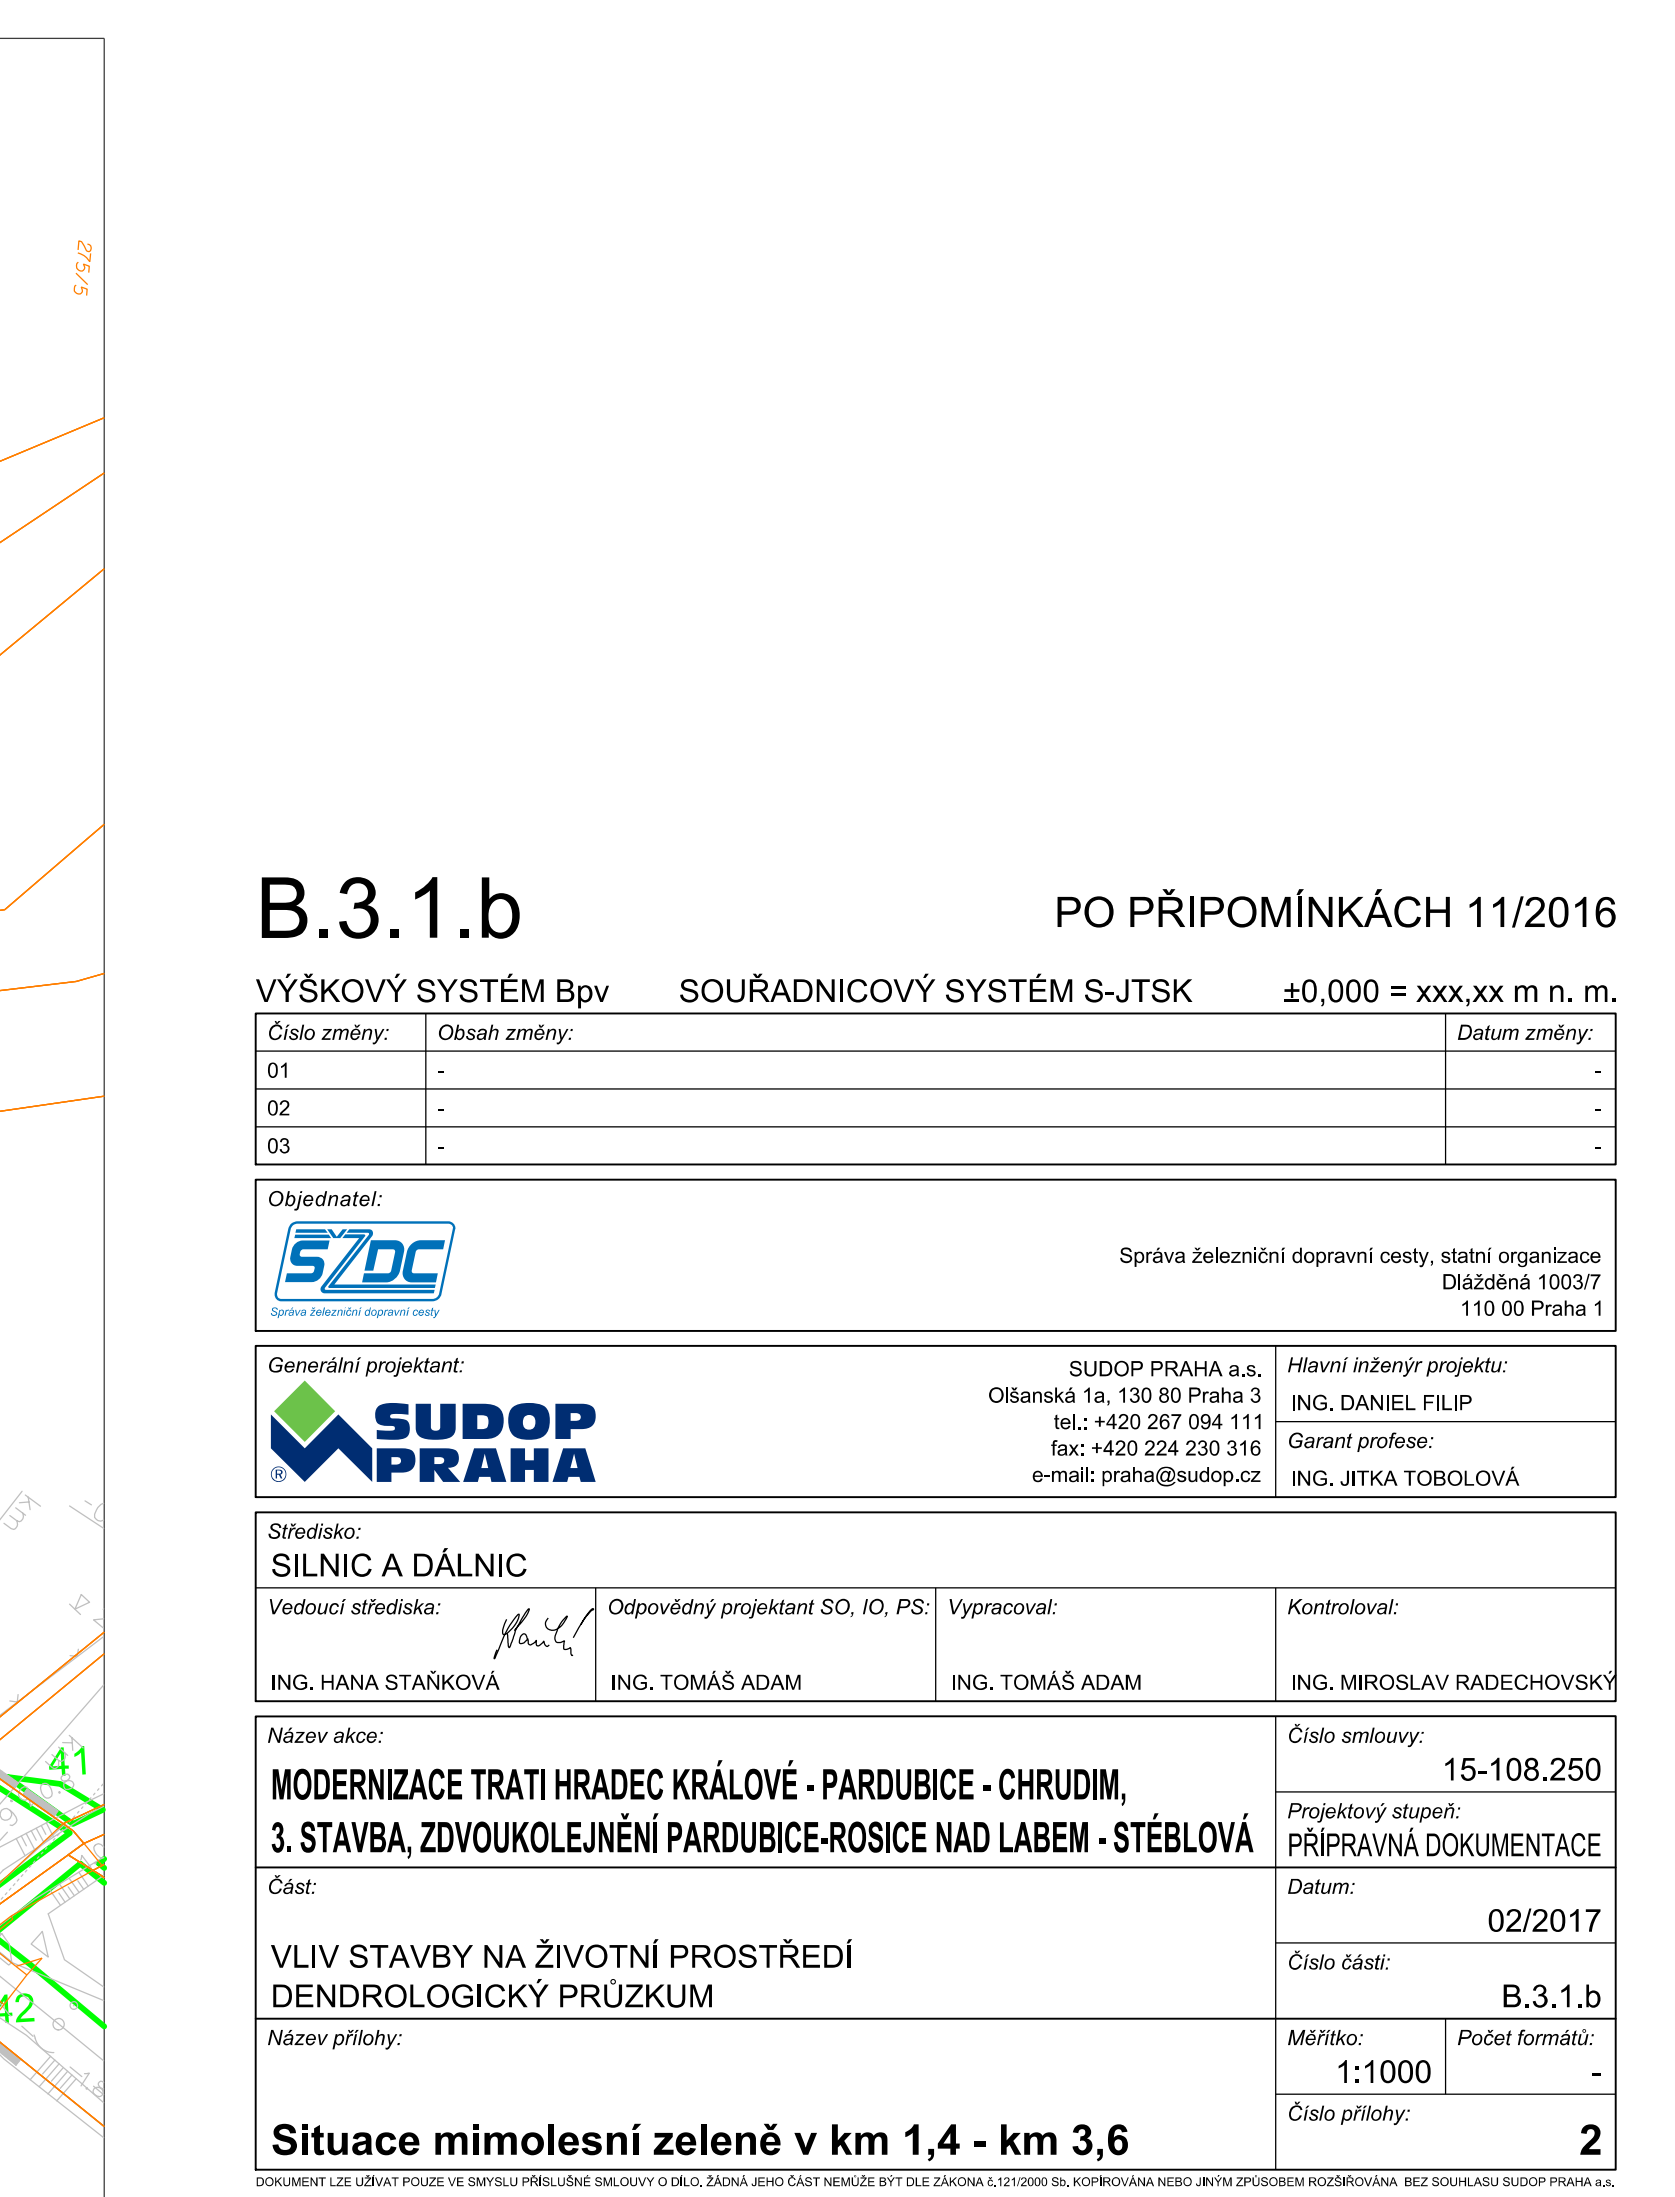 275/5
B.3.1.b
PO PŘIPOMÍNKÁCH 11/2016
VÝŠKOVÝ SYSTÉM Bpv SOUŘADNICOVÝ SYSTÉM S-JTSK ±0,000 = xxx,xx m n. m.
Číslo změny: Obsah změny: Datum změny:
01 - -
02 - -
03 - -
Objednatel:
SŽDC
Správa železniční dopravní cesty
Správa železniční dopravní cesty, statní organizace
Dlážděná 1003/7
110 00 Praha 1
Generální projektant:
SUDOP
PRAHA
®
SUDOP PRAHA a.s.
Olšanská 1a, 130 80 Praha 3
tel.: +420 267 094 111
fax: +420 224 230 316
e-mail: praha@sudop.cz
Hlavní inženýr projektu:
ING. DANIEL FILIP
Garant profese:
ING. JITKA TOBOLOVÁ
Středisko:
SILNIC A DÁLNIC
Vedoucí střediska:
ING. HANA STAŇKOVÁ
Odpovědný projektant SO, IO, PS:
ING. TOMÁŠ ADAM
Vypracoval:
ING. TOMÁŠ ADAM
Kontroloval:
ING. MIROSLAV RADECHOVSKÝ
Název akce:
MODERNIZACE TRATI HRADEC KRÁLOVÉ - PARDUBICE - CHRUDIM,
3. STAVBA, ZDVOUKOLEJNĚNÍ PARDUBICE-ROSICE NAD LABEM - STÉBLOVÁ
Číslo smlouvy:
15-108.250
Projektový stupeň:
PŘÍPRAVNÁ DOKUMENTACE
Část:
VLIV STAVBY NA ŽIVOTNÍ PROSTŘEDÍ
DENDROLOGICKÝ PRŮZKUM
Datum:
02/2017
Číslo části:
B.3.1.b
Název přílohy:
Situace mimolesní zeleně v km 1,4 - km 3,6
Měřítko:
1:1000
Počet formátů:
-
Číslo přílohy:
2
DOKUMENT LZE UŽÍVAT POUZE VE SMYSLU PŘÍSLUŠNÉ SMLOUVY O DÍLO. ŽÁDNÁ JEHO ČÁST NEMŮŽE BÝT DLE ZÁKONA č.121/2000 Sb. KOPÍROVÁNA NEBO JINÝM ZPŮSOBEM ROZŠIŘOVÁNA BEZ SOUHLASU SUDOP PRAHA a.s.
km
41
42